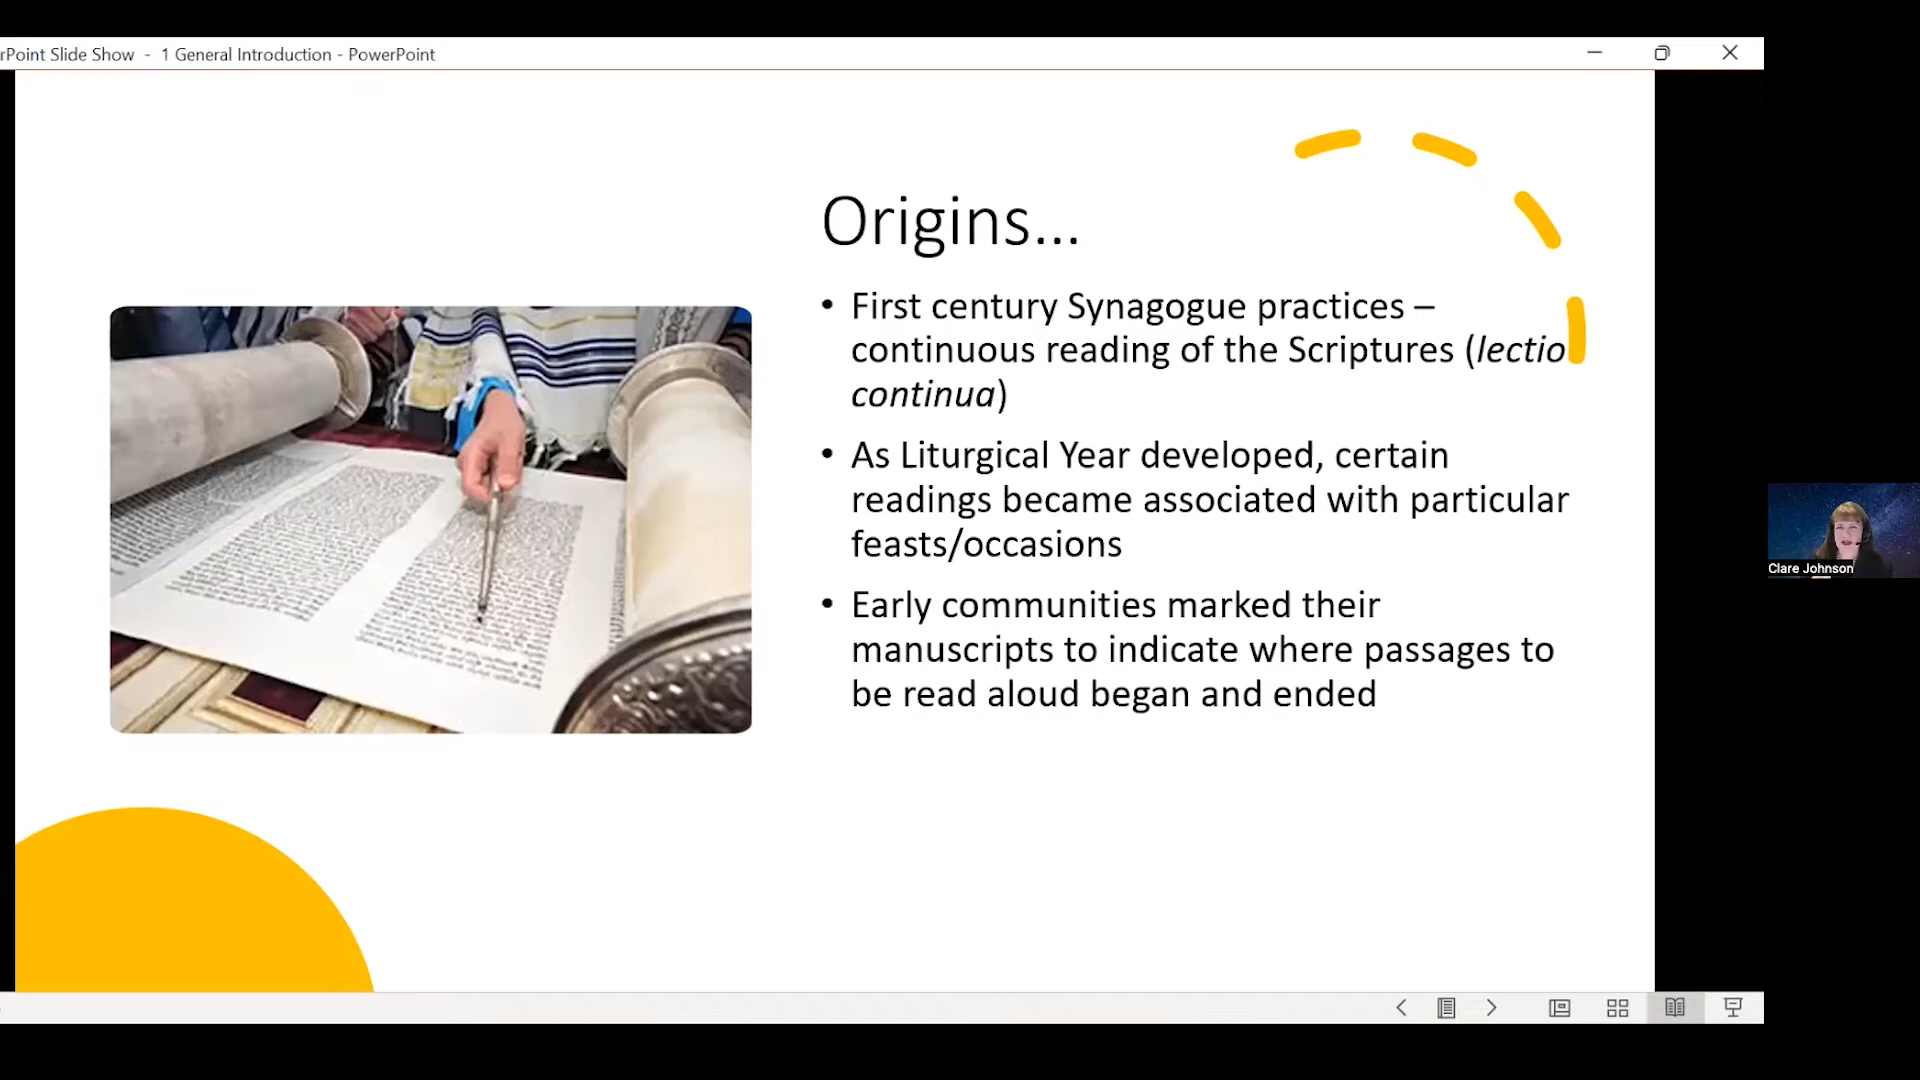 rPoint Slide Show - 1 General Introduction - PowerPoint
Origins...
• First century Synagogue practices –
continuous reading of the Scriptures (lectio
continua)
• As Liturgical Year developed, certain
readings became associated with particular
feasts/occasions
• Early communities marked their
manuscripts to indicate where passages to
be read aloud began and ended
Clare Johnson